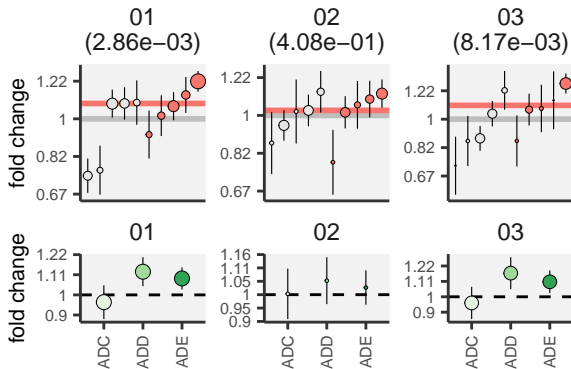 01 02 03
(2.86e−03) (4.08e−01) (8.17e−03)
fold change
1.22 1.22 1.22
1 1 1
0.82 0.82 0.82
0.67 0.67 0.67
01 02 03
fold change
1.22 1.16 1.22
1.11 1.1 1.11
1.05
1 1 1
0.95
0.9 0.9 0.9
ADC ADD ADE ADC ADD ADE ADC ADD ADE